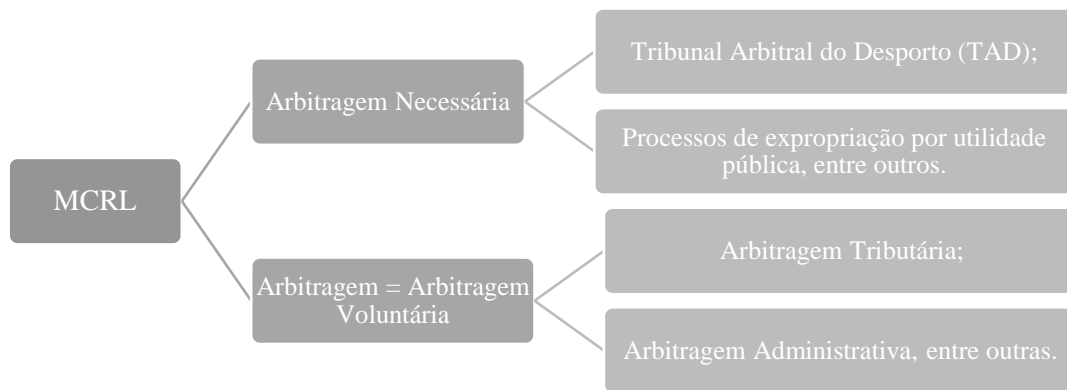 MCRL
Arbitragem Necessária
Tribunal Arbitral do Desporto (TAD);
Processos de expropriação por utilidade
pública, entre outros.
Arbitragem = Arbitragem
Voluntária
Arbitragem Tributária;
Arbitragem Administrativa, entre outras.